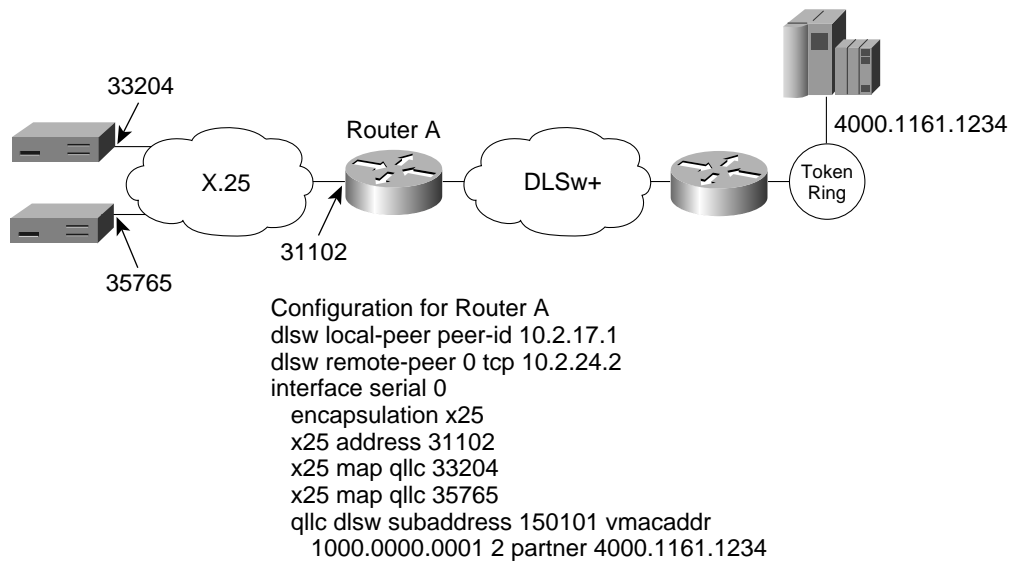 33204
Router A
4000.1161.1234
X.25
DLSw+
Token
Ring
31102
35765
Configuration for Router A
dlsw local-peer peer-id 10.2.17.1
dlsw remote-peer 0 tcp 10.2.24.2
interface serial 0
encapsulation x25
x25 address 31102
x25 map qllc 33204
x25 map qllc 35765
qllc dlsw subaddress 150101 vmacaddr
1000.0000.0001 2 partner 4000.1161.1234